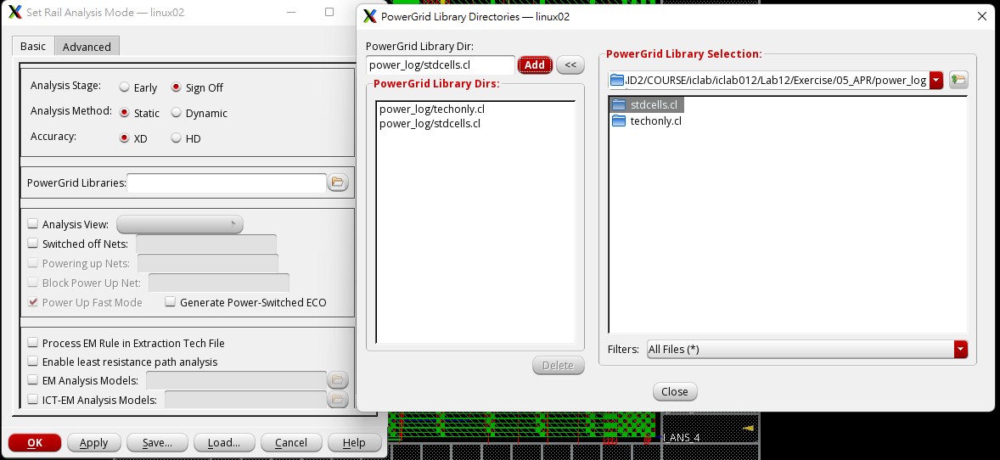 Set Rail Analysis Mode — linux02
Basic
Advanced
Analysis Stage:
Early
Sign Off
Analysis Method:
Static
Dynamic
Accuracy:
XD
HD
PowerGrid Libraries:
Analysis View:
Switched off Nets:
Powering up Nets:
Block Power Up Net:
Power Up Fast Mode
Generate Power-Switched ECO
Process EM Rule in Extraction Tech File
Enable least resistance path analysis
EM Analysis Models:
ICT-EM Analysis Models:
OK
Apply
Save...
Load...
Cancel
Help
PowerGrid Library Directories — linux02
PowerGrid Library Dir:
power_log/stdcells.cl
Add
<<
PowerGrid Library Dirs:
power_log/techonly.cl
power_log/stdcells.cl
Delete
PowerGrid Library Selection:
AID2/COURSE/iclab/iclab012/Lab12/Exercise/05_APR/power_log
stdcells.cl
techonly.cl
Filters:
All Files (*)
Close
I_ANS_4